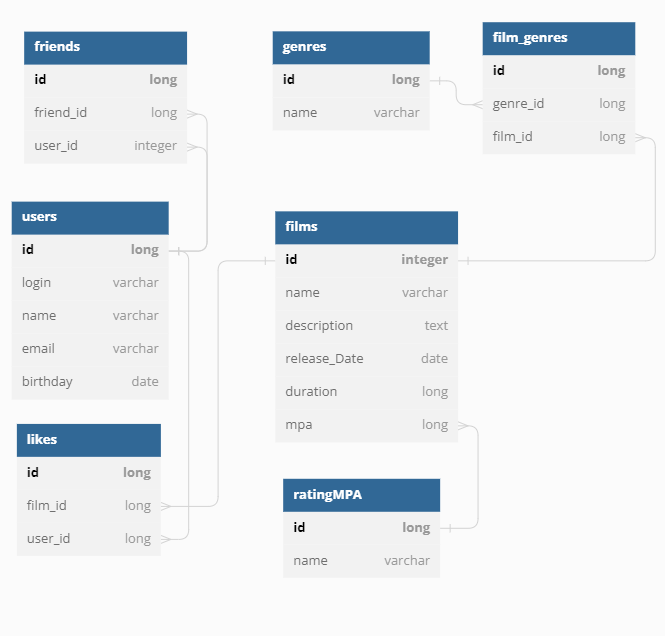 friends
id long
friend_id long
user_id integer
genres
id long
name varchar
film_genres
id long
genre_id long
film_id long
users
id long
login varchar
name varchar
email varchar
birthday date
films
id integer
name varchar
description text
release_Date date
duration long
mpa long
likes
id long
film_id long
user_id long
ratingMPA
id long
name varchar